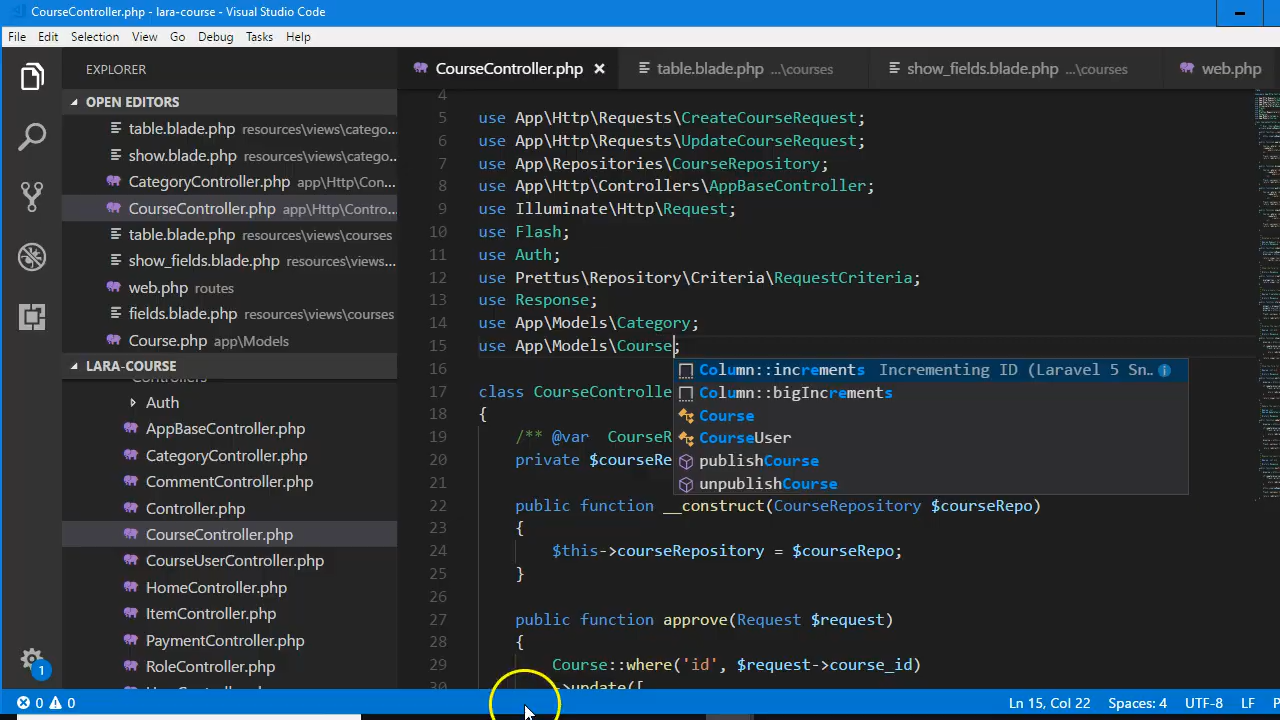 CourseController.php - lara-course - Visual Studio Code
File Edit Selection View Go Debug Tasks Help
EXPLORER
OPEN EDITORS
table.blade.php resources\views\catego...
show.blade.php resources\views\catego...
CategoryController.php app\Http\Con...
CourseController.php app\Http\Contro...
table.blade.php resources\views\courses
show_fields.blade.php resources\views...
web.php routes
fields.blade.php resources\views\courses
Course.php app\Models
LARA-COURSE
Controllers
Auth
AppBaseController.php
CategoryController.php
CommentController.php
Controller.php
CourseController.php
CourseUserController.php
HomeController.php
ItemController.php
PaymentController.php
RoleController.php
1
CourseController.php table.blade.php ...\courses show_fields.blade.php ...\courses web.php
4
5 use App\Http\Requests\CreateCourseRequest;
6 use App\Http\Requests\UpdateCourseRequest;
7 use App\Repositories\CourseRepository;
8 use App\Http\Controllers\AppBaseController;
9 use Illuminate\Http\Request;
10 use Flash;
11 use Auth;
12 use Prettus\Repository\Criteria\RequestCriteria;
13 use Response;
14 use App\Models\Category;
15 use App\Models\Course;
16
17 class CourseControlle
18 {
19 /** @var CourseR
20 private $courseRe
21
22 public function __construct(CourseRepository $courseRepo)
23 {
24 $this->courseRepository = $courseRepo;
25 }
26
27 public function approve(Request $request)
28 {
29 Course::where('id', $request->course_id)
30 ->update([
Column::increments Incrementing ID (Laravel 5 Sn...
Column::bigIncrements
Course
CourseUser
publishCourse
unpublishCourse
0 0 Ln 15, Col 22 Spaces: 4 UTF-8 LF